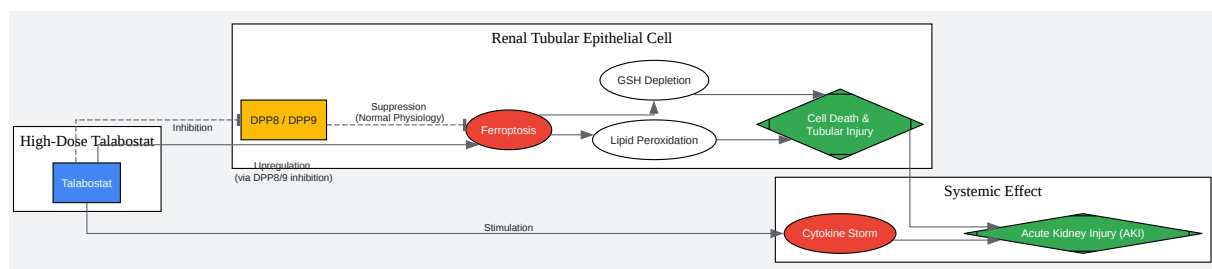 Renal Tubular Epithelial Cell
GSH Depletion
DPP8 / DPP9
Suppression
(Normal Physiology)
Cell Death &
Tubular Injury
Inhibition
Ferroptosis
Lipid Peroxidation
High-Dose Talabostat
Upregulation
(via DPP8/9 inhibition)
Talabostat
Systemic Effect
Stimulation
Cytokine Storm
Acute Kidney Injury (AKI)